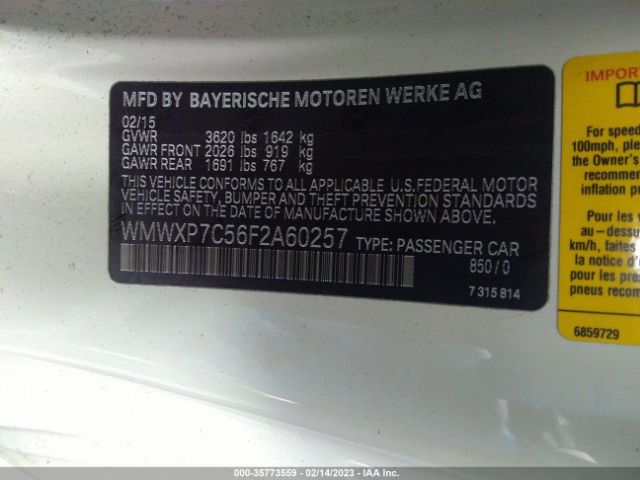 MFD BY BAYERISCHE MOTOREN WERKE AG
02/15
GVWR 3620 lbs 1642 kg
GAWR FRONT 2026 lbs 919 kg
GAWR REAR 1691 lbs 767 kg
THIS VEHICLE CONFORMS TO ALL APPLICABLE U.S.FEDERAL MOTOR
VEHICLE SAFETY, BUMPER AND THEFT PREVENTION STANDARDS
IN EFFECT ON THE DATE OF MANUFACTURE SHOWN ABOVE.
WMWXP7C56F2A60257 TYPE: PASSENGER CAR
850/0
7 315 814
IMPOR
For speed
100mph, ple
the Owner's
recommen
inflation p
Pour les
au-dessu
km/h, fam
la notice d'
pour les pre
pneus recom
6859729
000-35773559 - 02/14/2023 - IAA Inc.